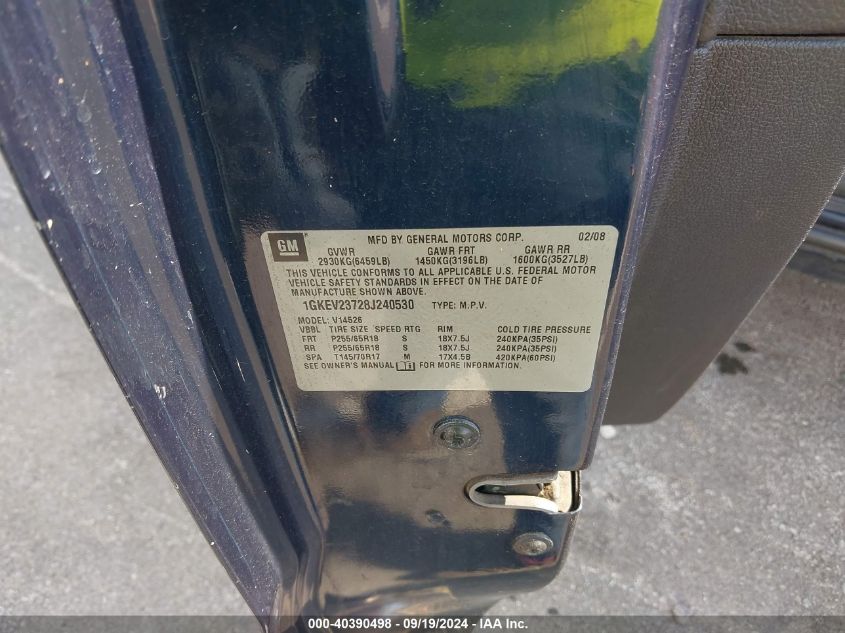 GM MFD BY GENERAL MOTORS CORP. 02/08
GVWR GAWR FRT GAWR RR
2930KG(6459LB) 1450KG(3196LB) 1600KG(3527LB)
THIS VEHICLE CONFORMS TO ALL APPLICABLE U.S. FEDERAL MOTOR
VEHICLE SAFETY STANDARDS IN EFFECT ON THE DATE OF
MANUFACTURE SHOWN ABOVE.
1GKEV23728J240530 TYPE: M.P.V.
MODEL: V14526
VBBL TIRE SIZE SPEED RTG RIM COLD TIRE PRESSURE
FRT P255/65R18 S 18X7.5J 240KPA(35PSI)
RR P255/65R18 S 18X7.5J 240KPA(35PSI)
SPA T145/70R17 M 17X4.5B 420KPA(60PSI)
SEE OWNER'S MANUAL FOR MORE INFORMATION.
000-40390498 - 09/19/2024 - IAA Inc.